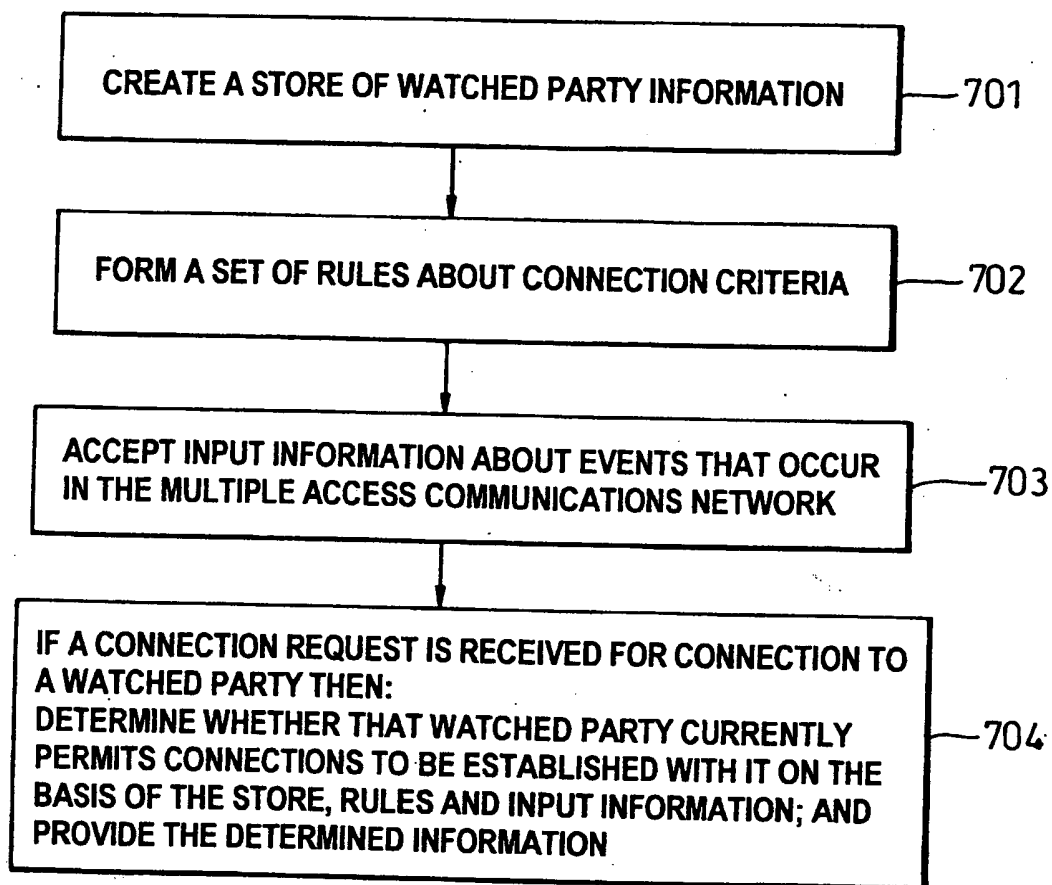 CREATE A STORE OF WATCHED PARTY INFORMATION
701
FORM A SET OF RULES ABOUT CONNECTION CRITERIA
702
ACCEPT INPUT INFORMATION ABOUT EVENTS THAT OCCUR
IN THE MULTIPLE ACCESS COMMUNICATIONS NETWORK
703
IF A CONNECTION REQUEST IS RECEIVED FOR CONNECTION TO
A WATCHED PARTY THEN:
DETERMINE WHETHER THAT WATCHED PARTY CURRENTLY
PERMITS CONNECTIONS TO BE ESTABLISHED WITH IT ON THE
BASIS OF THE STORE, RULES AND INPUT INFORMATION; AND
PROVIDE THE DETERMINED INFORMATION
704